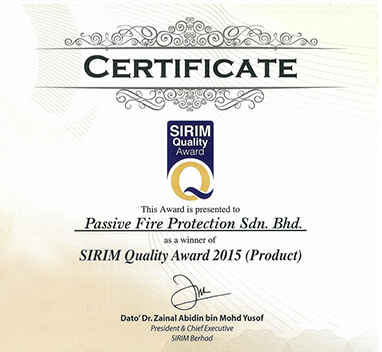 CERTIFICATE
SIRIM
Quality
Award
This Award is presented to
Passive Fire Protection Sdn. Bhd.
as a winner of
SIRIM Quality Award 2015 (Product)
Dato' Dr. Zainal Abidin bin Mohd Yusof
President & Chief Executive
SIRIM Berhad